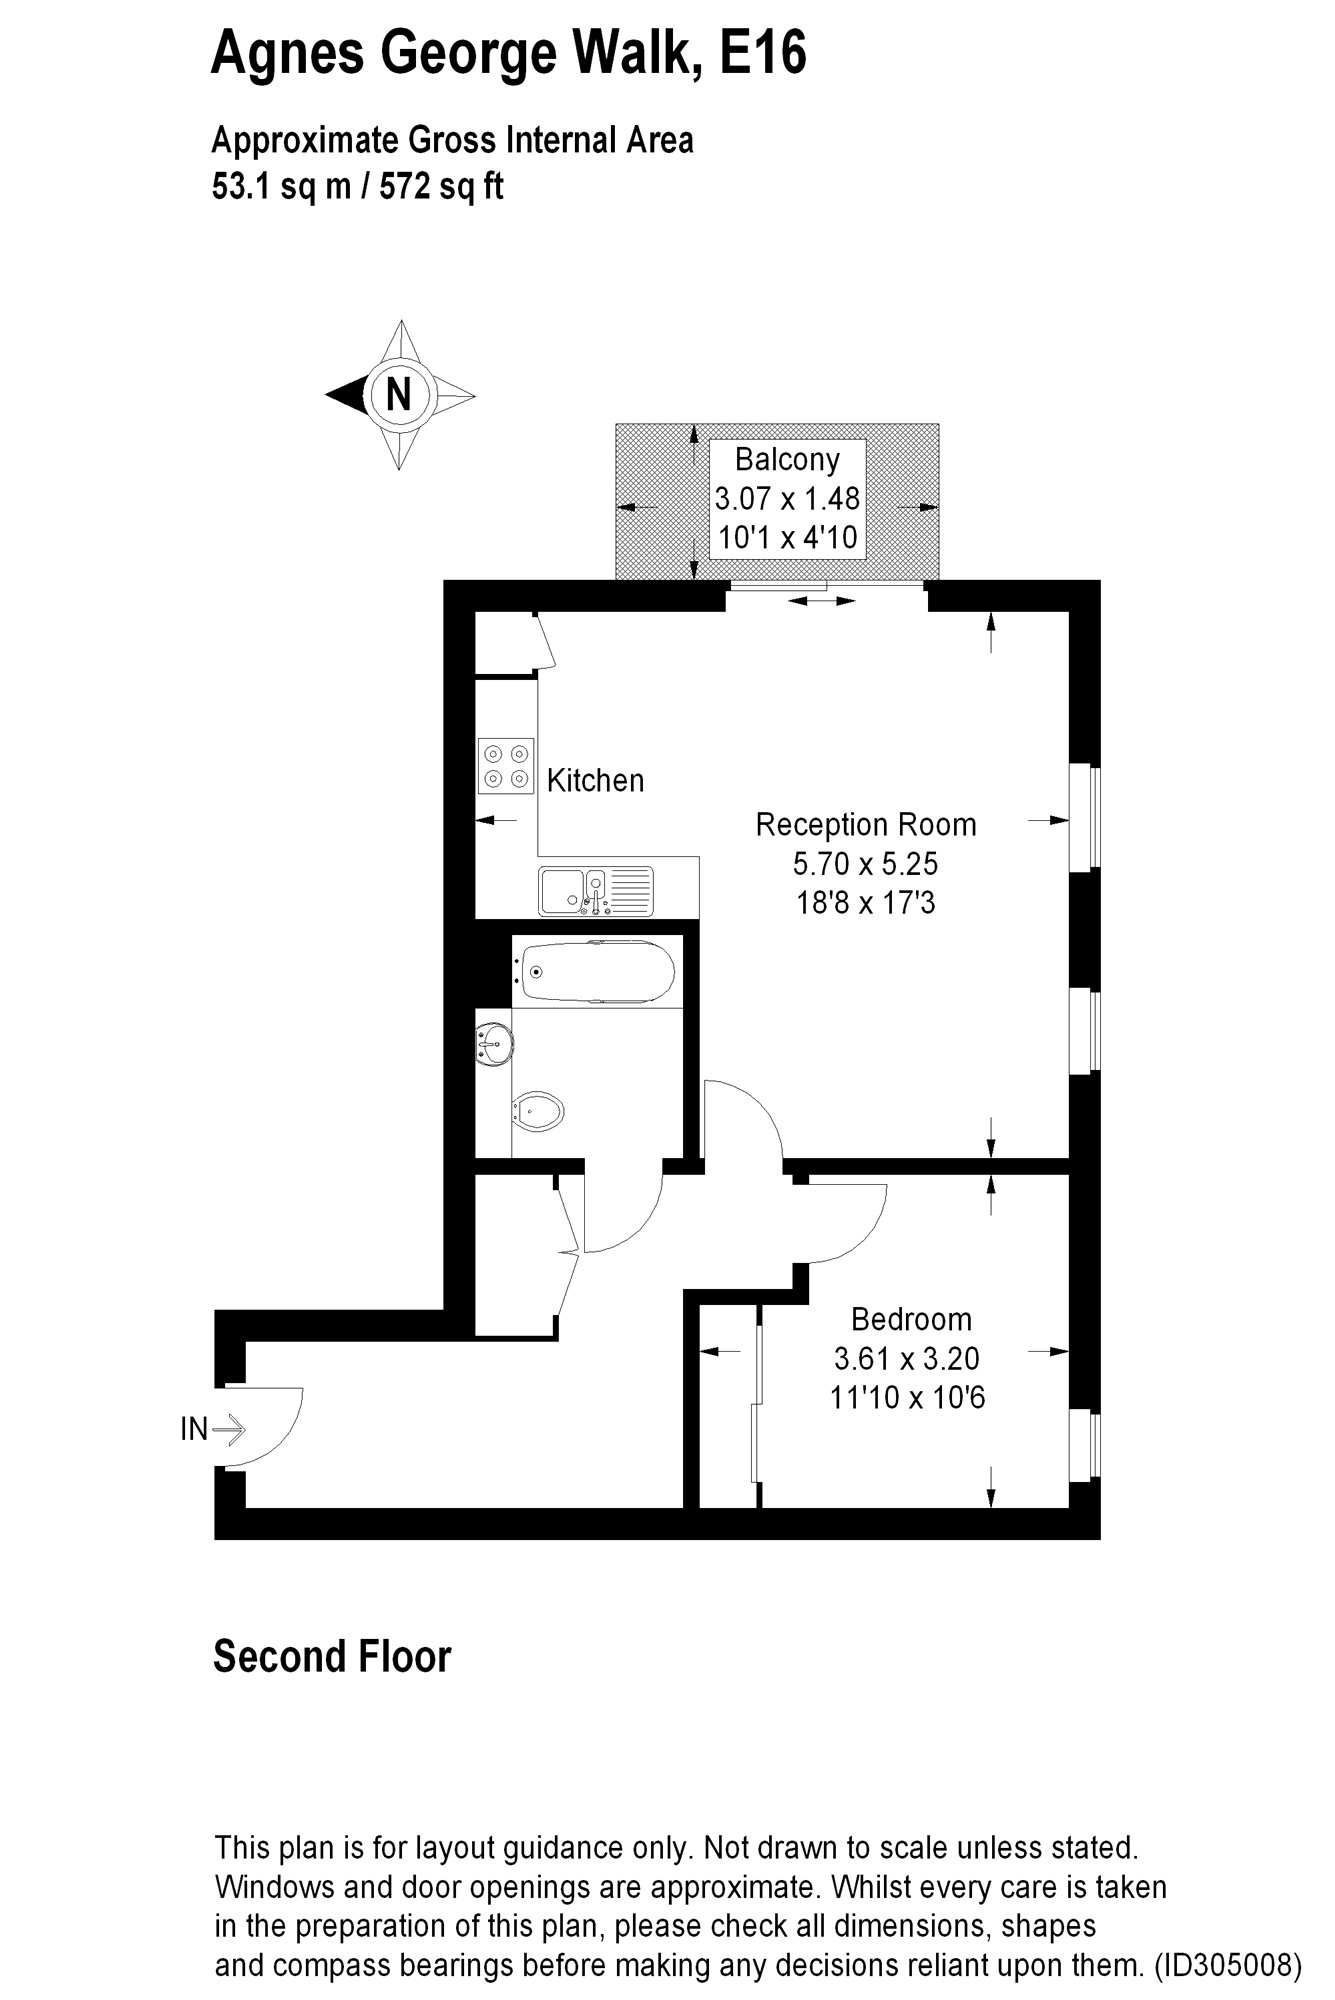 Agnes George Walk, E16
Approximate Gross Internal Area
53.1 sq m / 572 sq ft
N
Balcony
3.07 x 1.48
10'1 x 4'10
Kitchen
Reception Room
5.70 x 5.25
18'8 x 17'3
Bedroom
3.61 x 3.20
11'10 x 10'6
IN
Second Floor
This plan is for layout guidance only. Not drawn to scale unless stated.
Windows and door openings are approximate. Whilst every care is taken
in the preparation of this plan, please check all dimensions, shapes
and compass bearings before making any decisions reliant upon them. (ID305008)